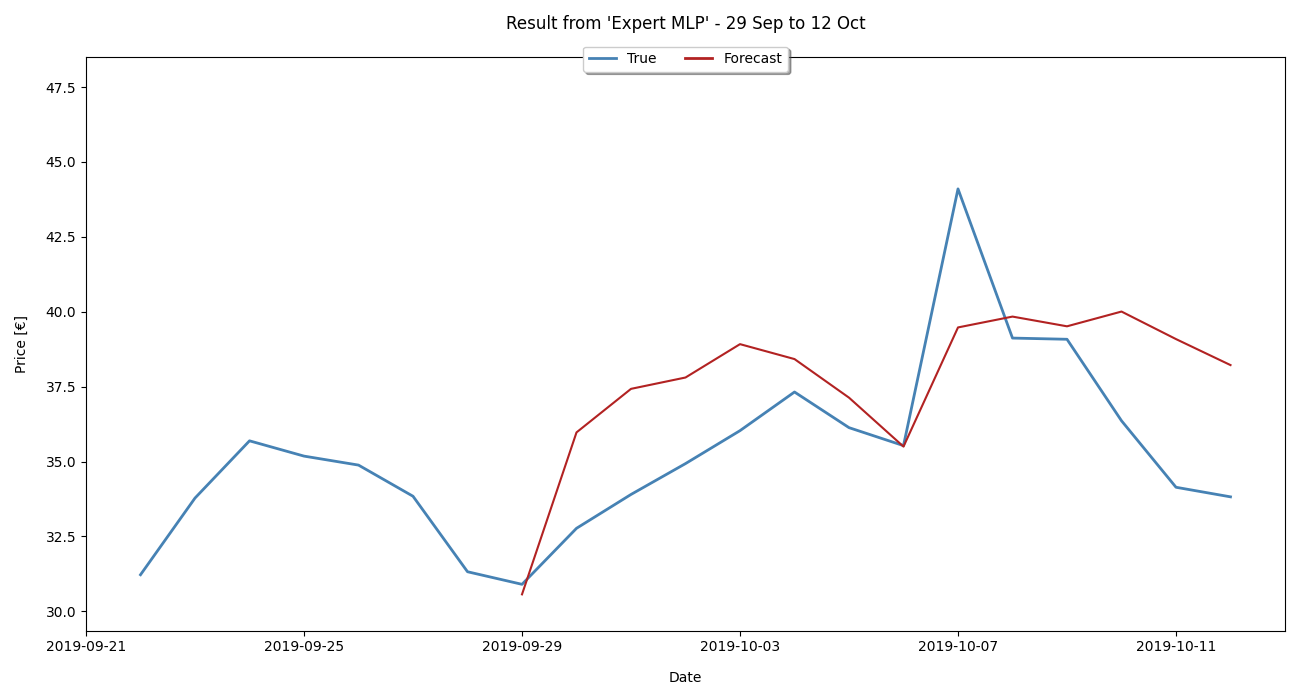 Result from 'Expert MLP' - 29 Sep to 12 Oct
True Forecast
47.5
45.0
42.5
40.0
37.5
35.0
32.5
30.0
Price [€]
2019-09-21 2019-09-25 2019-09-29 2019-10-03 2019-10-07 2019-10-11
Date